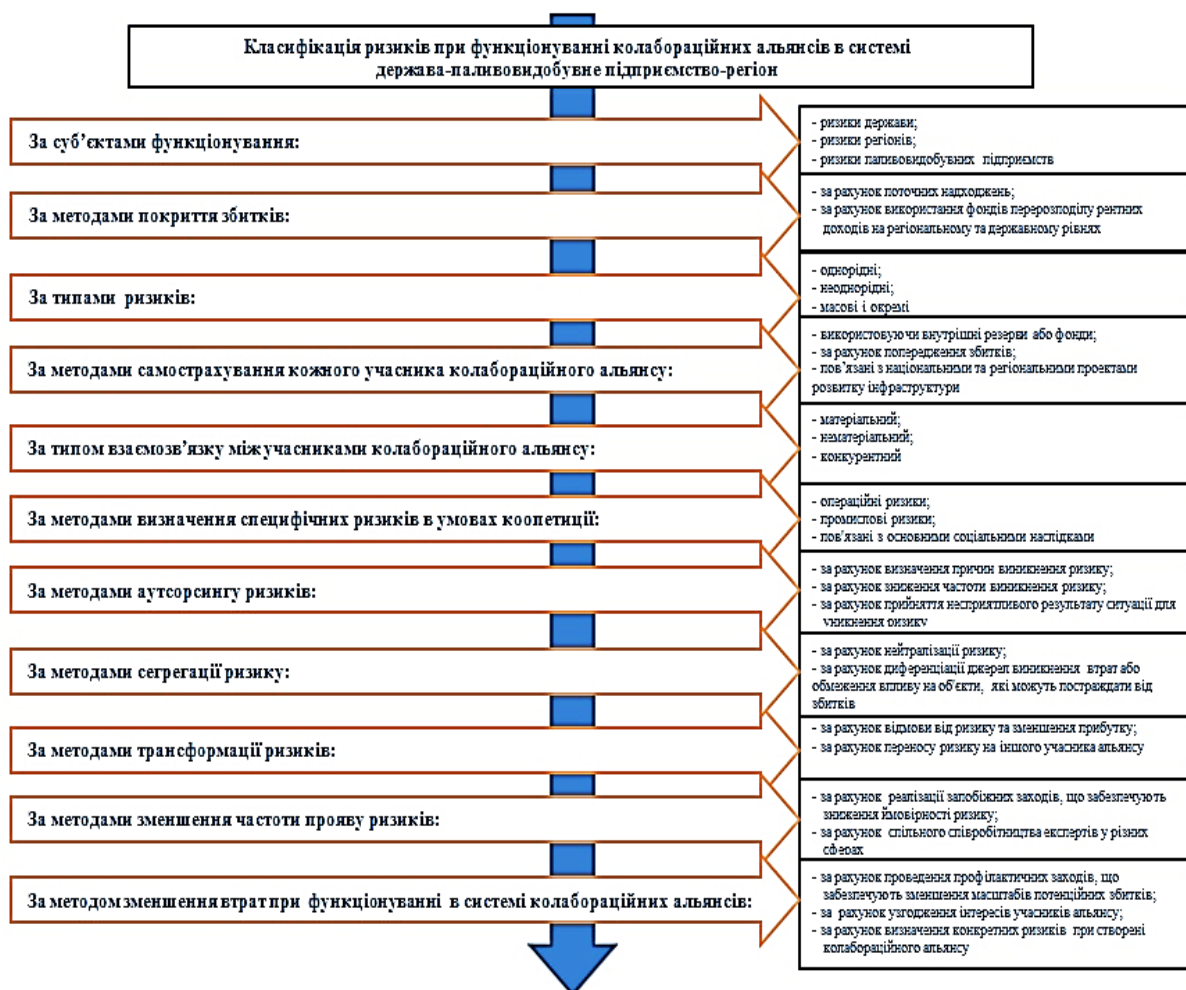 Класифікація ризиків при функціонуванні колабораційних альянсів в системі
держава-паливовидобувне підприємство-регіон
За суб’єктами функціонування:
- ризики держави;
- ризики регіонів;
- ризики паливовидобувних підприємств
За методами покриття збитків:
- за рахунок поточних надходжень;
- за рахунок використання фондів перерозподілу рентних
доходів на регіональному та державному рівнях
За типами ризиків:
- однорідні;
- неоднорідні;
- масові і окремі
За методами самострахування кожного учасника колабораційного альянсу:
- використовуючи внутрішні резерви або фонди;
- за рахунок попередження збитків;
- пов’язані з національними та регіональними проектами
розвитку інфраструктури
За типом взаємозв’язку між учасниками колабораційного альянсу:
- матеріальний;
- нематеріальний;
- конкурентний
За методами визначення специфічних ризиків в умовах коопетиції:
- операційні ризики;
- промислові ризики;
- пов'язані з основними соціальними наслідками
За методами аутсорсингу ризиків:
- за рахунок визначення причин виникнення ризику;
- за рахунок зниження частоти виникнення ризику;
- за рахунок прийняття несприятливого результату ситуації для
уникнення ризику
За методами сегрегації ризику:
- за рахунок нейтралізації ризику;
- за рахунок диференціації джерел виникнення втрат або
обмеження впливу на об'єкти, які можуть постраждати від
збитків
За методами трансформації ризиків:
- за рахунок відмови від ризику та зменшення прибутку;
- за рахунок переносу ризику на іншого учасника альянсу
За методами зменшення частоти прояву ризиків:
- за рахунок реалізації запобіжних заходів, що забезпечують
зниження ймовірності ризику;
- за рахунок спільного співробітництва експертів у різних
сферах
За методом зменшення втрат при функціонуванні в системі колабораційних альянсів:
- за рахунок проведення профілактичних заходів, що
забезпечують зменшення масштабів потенційних збитків;
- за рахунок узгодження інтересів учасників альянсу;
- за рахунок визначення конкретних ризиків при створені
колабораційного альянсу